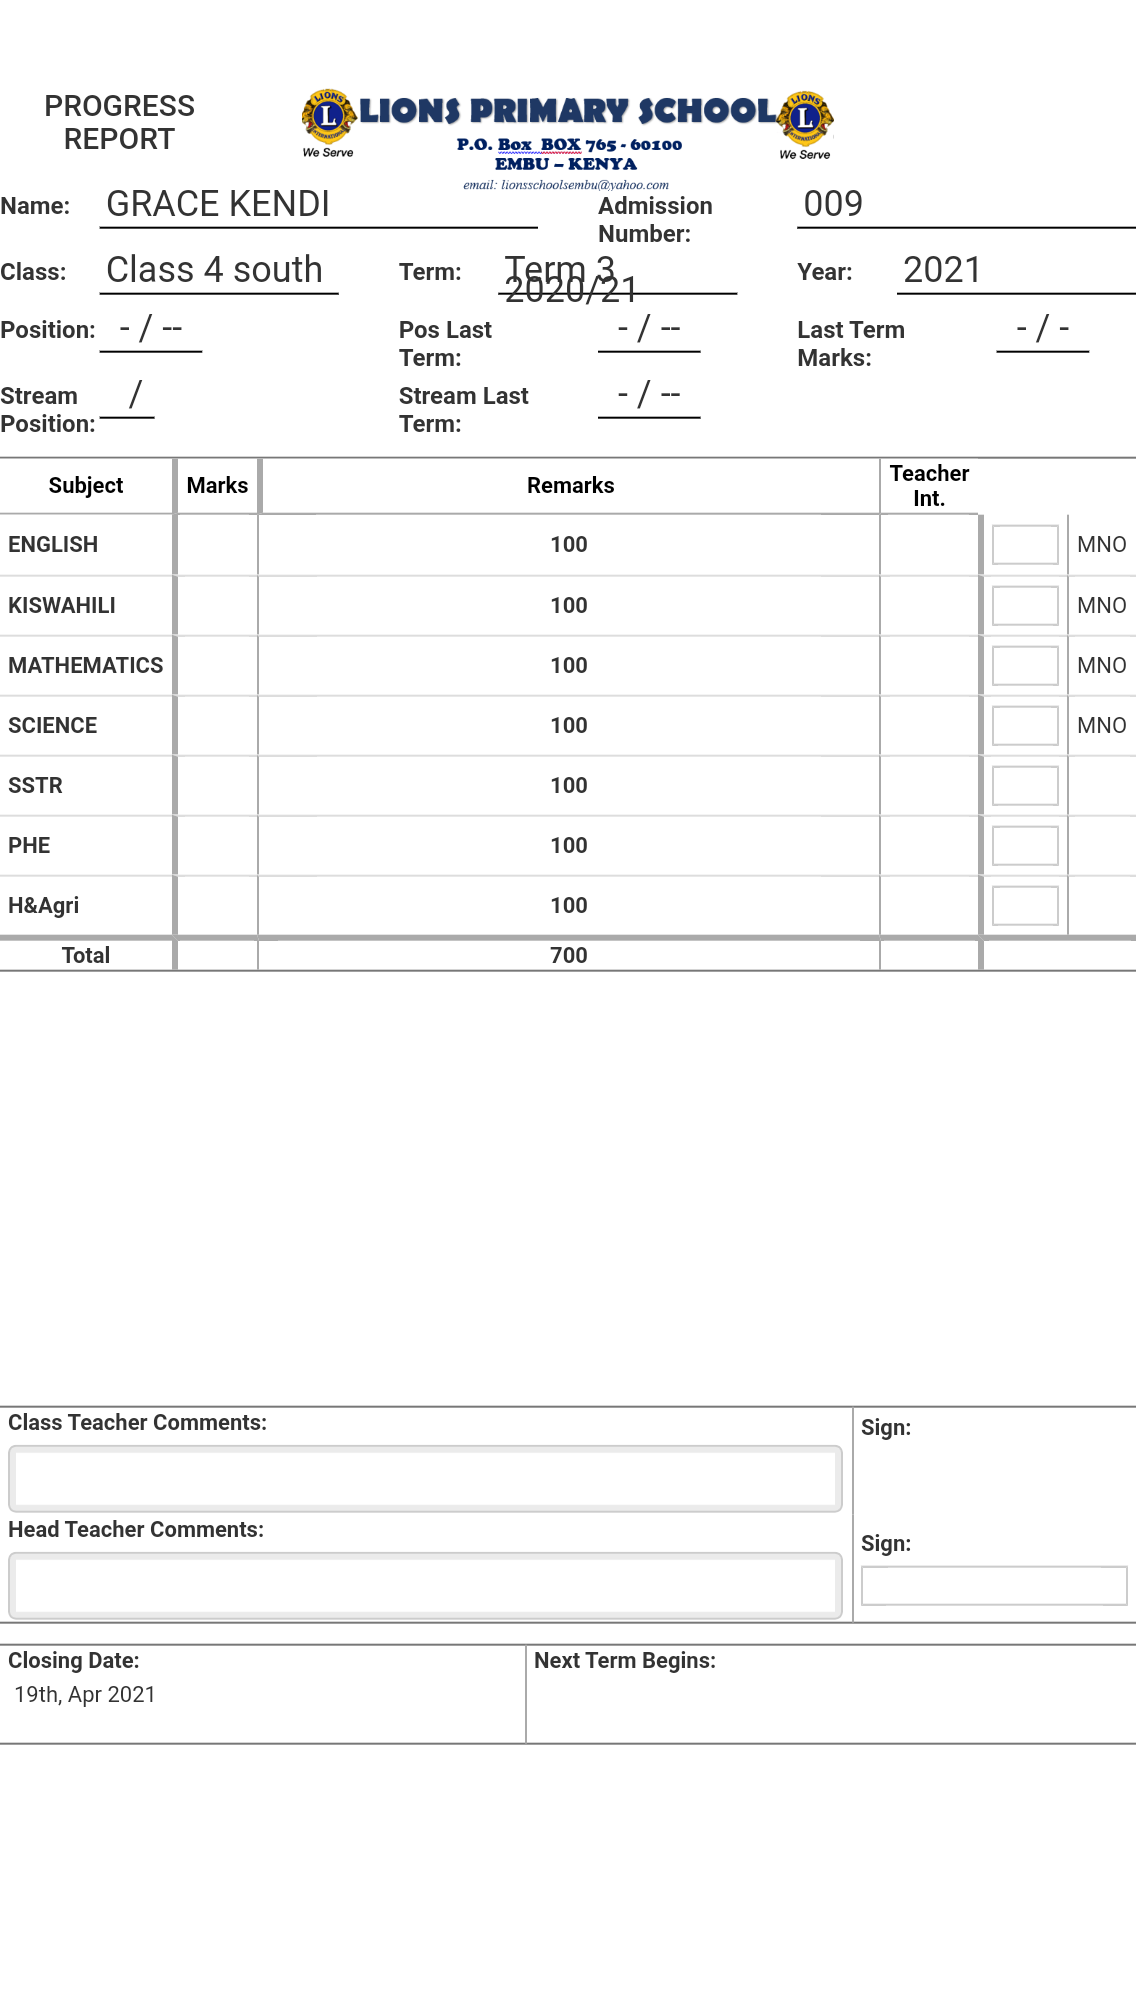 PROGRESS
REPORT
LIONS PRIMARY SCHOOL
LIONS
L
INTERNATIONAL
We Serve
LIONS
L
INTERNATIONAL
We Serve
P.O. Box BOX 765 - 60100
EMBU – KENYA
email: lionsschoolsembu@yahoo.com
Name: GRACE KENDI Admission Number: 009
Class: Class 4 south Term: Term 3 2020/21 Year: 2021
Position: - / -- Pos Last Term: - / -- Last Term Marks: - / -
Stream Position: / Stream Last Term: - / --
Subject Marks Remarks Teacher Int.
ENGLISH 100 MNO
KISWAHILI 100 MNO
MATHEMATICS 100 MNO
SCIENCE 100 MNO
SSTR 100
PHE 100
H&Agri 100
Total 700
Class Teacher Comments: Sign:
Head Teacher Comments: Sign:
Closing Date: Next Term Begins:
19th, Apr 2021